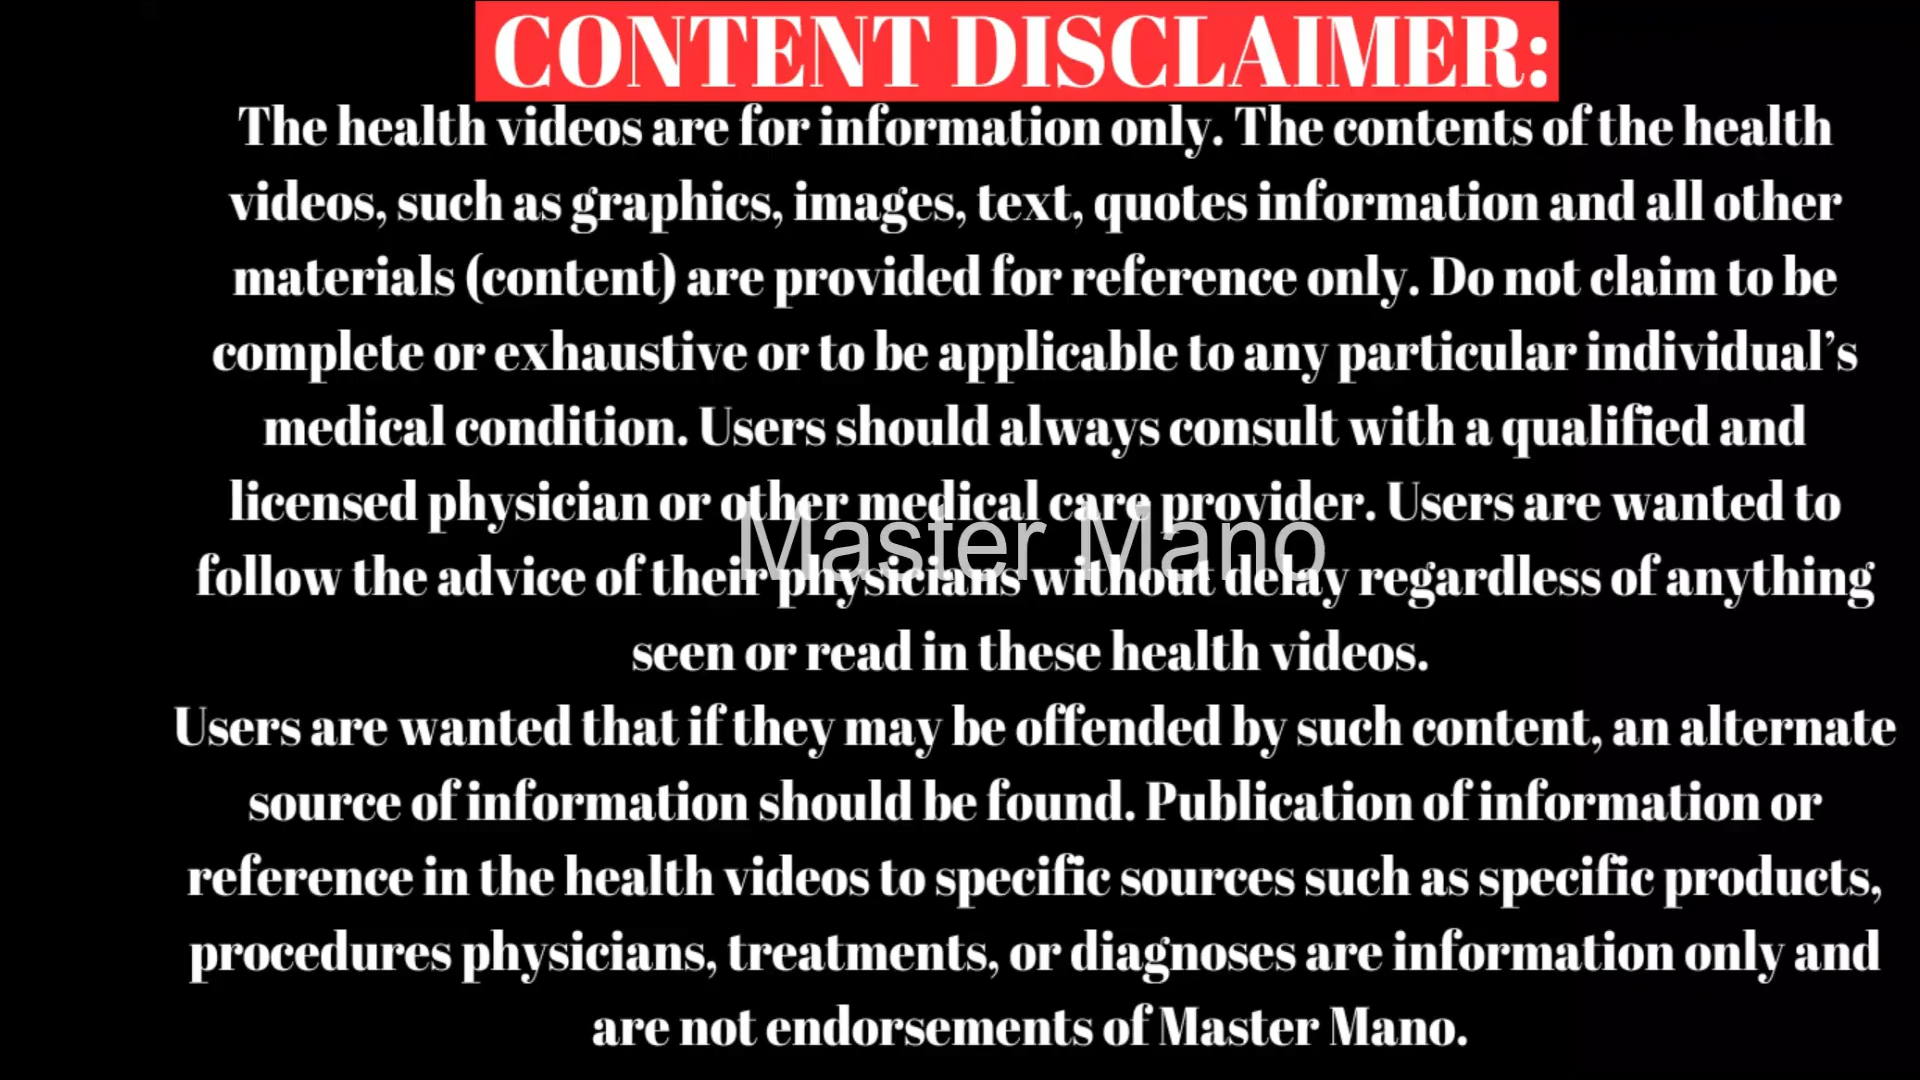 CONTENT DISCLAIMER:
The health videos are for information only. The contents of the health
videos, such as graphics, images, text, quotes information and all other
materials (content) are provided for reference only. Do not claim to be
complete or exhaustive or to be applicable to any particular individual’s
medical condition. Users should always consult with a qualified and
licensed physician or other medical care provider. Users are wanted to
Master Mano
follow the advice of their physicians without delay regardless of anything
seen or read in these health videos.
Users are wanted that if they may be offended by such content, an alternate
source of information should be found. Publication of information or
reference in the health videos to specific sources such as specific products,
procedures physicians, treatments, or diagnoses are information only and
are not endorsements of Master Mano.